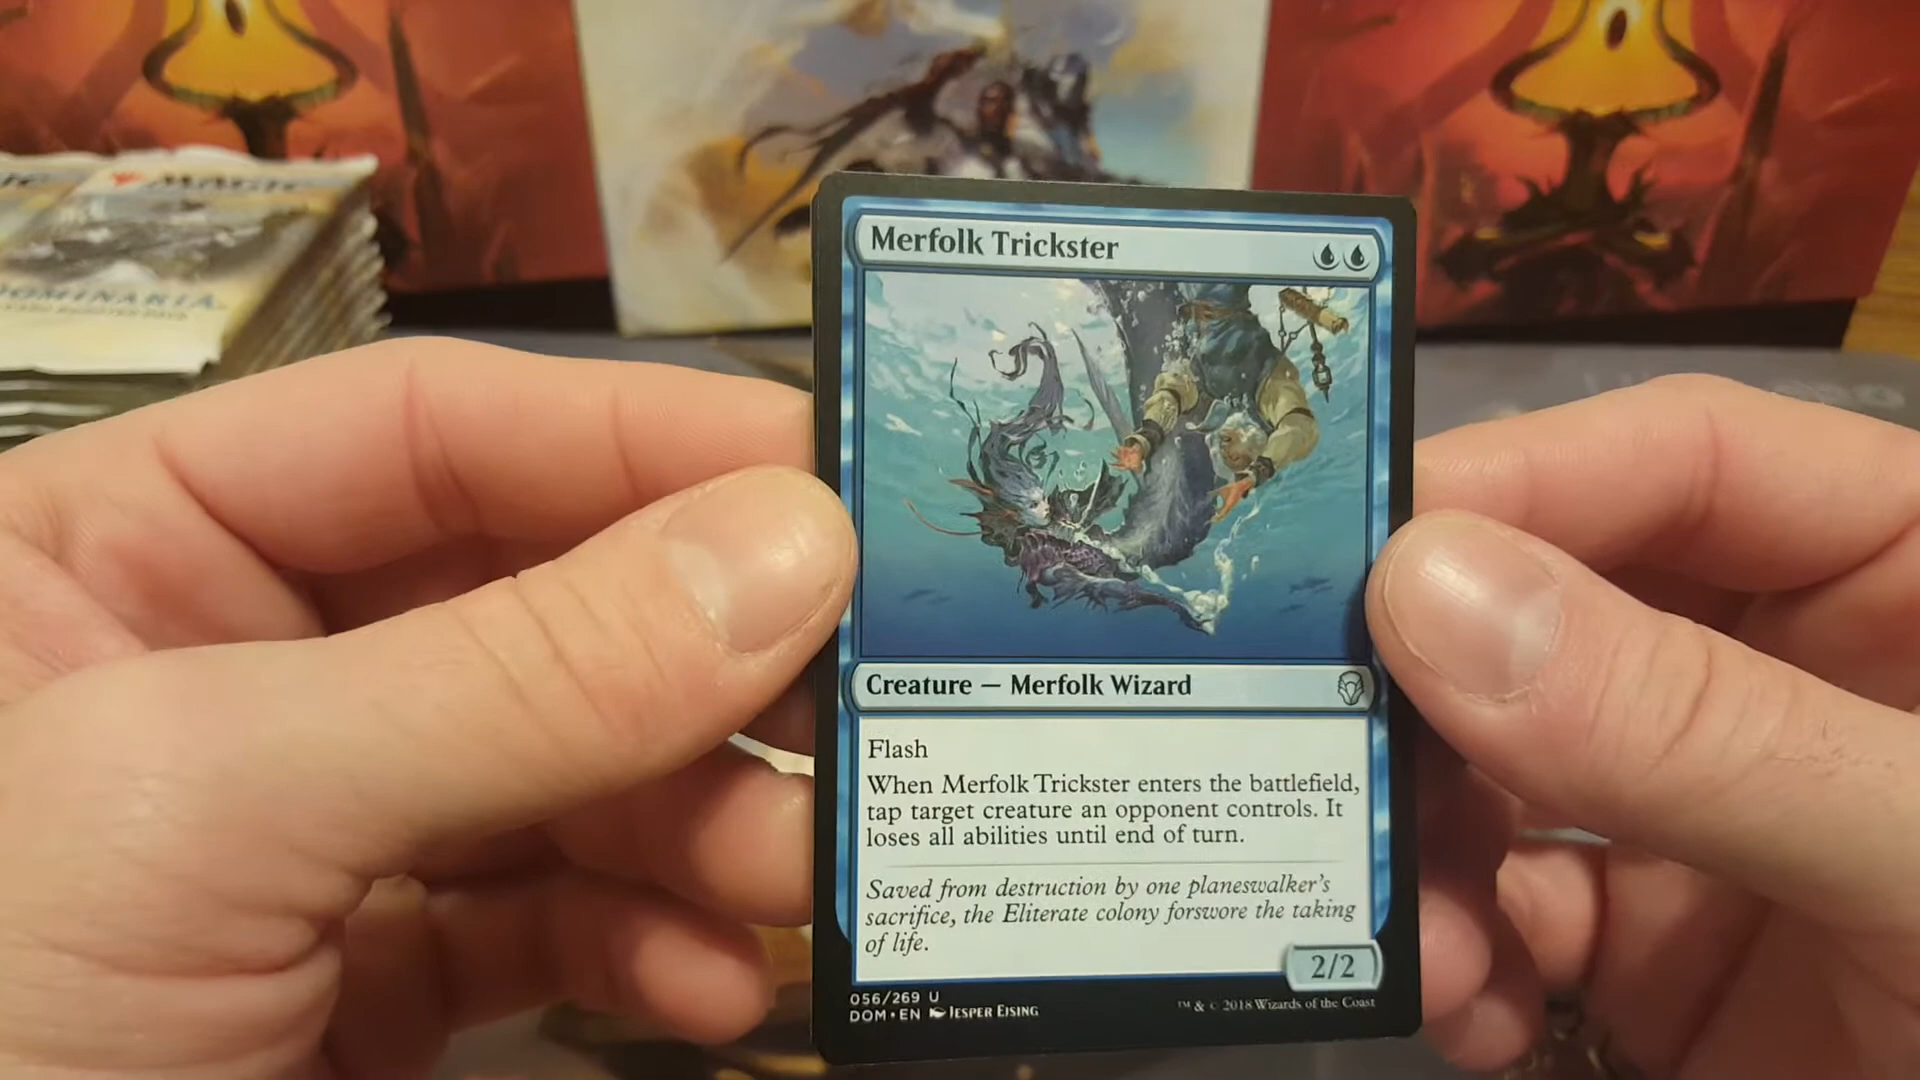 MAGIC
DOMINARIA
Merfolk Trickster
Creature — Merfolk Wizard
Flash
When Merfolk Trickster enters the battlefield,
tap target creature an opponent controls. It
loses all abilities until end of turn.
Saved from destruction by one planeswalker's
sacrifice, the Eliterate colony forswore the taking
of life.
2/2
056/269 U
DOM • EN Jesper Ejsing
™ & © 2018 Wizards of the Coast